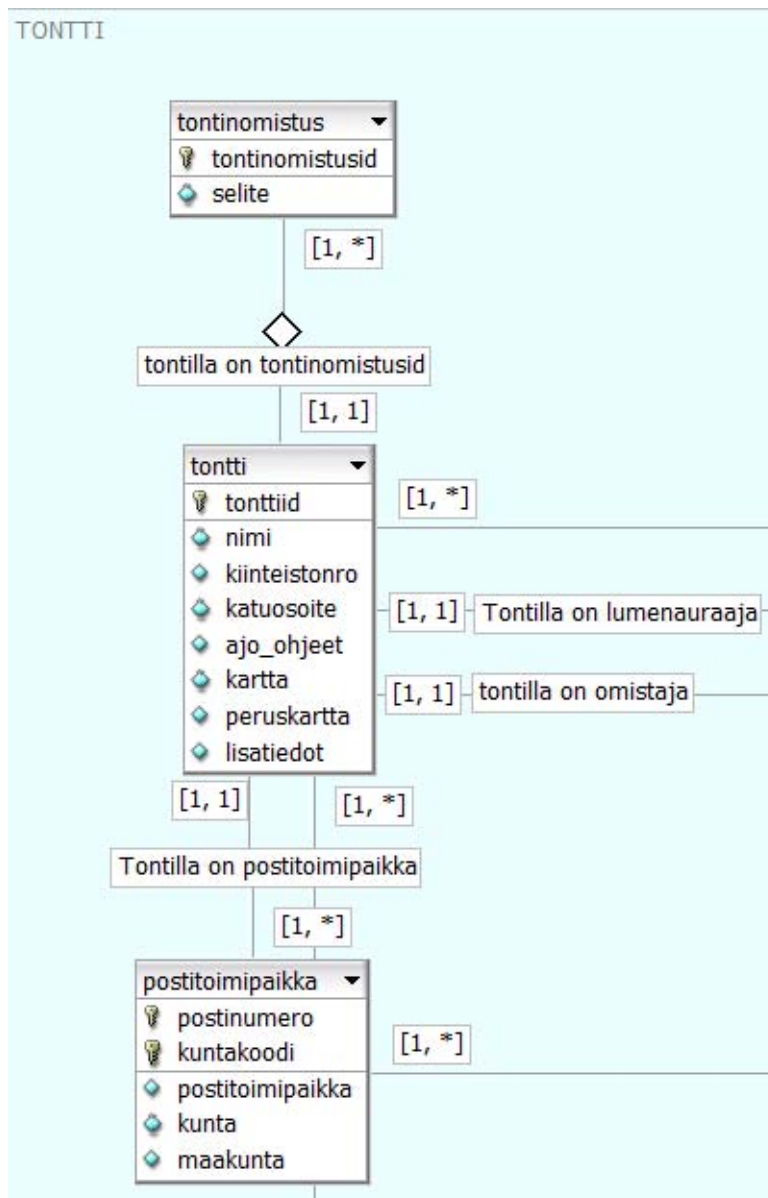 TONTTI
tontinomistus
tontinomistusid
selite
[1, *]
tontilla on tontinomistusid
[1, 1]
tontti
tonttiid
[1, *]
nimi
kiinteistonro
katuosoite
[1, 1] Tontilla on lumenauraaja
ajo_ohjeet
kartta
[1, 1] tontilla on omistaja
peruskartta
lisatiedot
[1, 1] [1, *]
Tontilla on postitoimipaikka
[1, *]
postitoimipaikka
postinumero
kuntakoodi
[1, *]
postitoimipaikka
kunta
maakunta